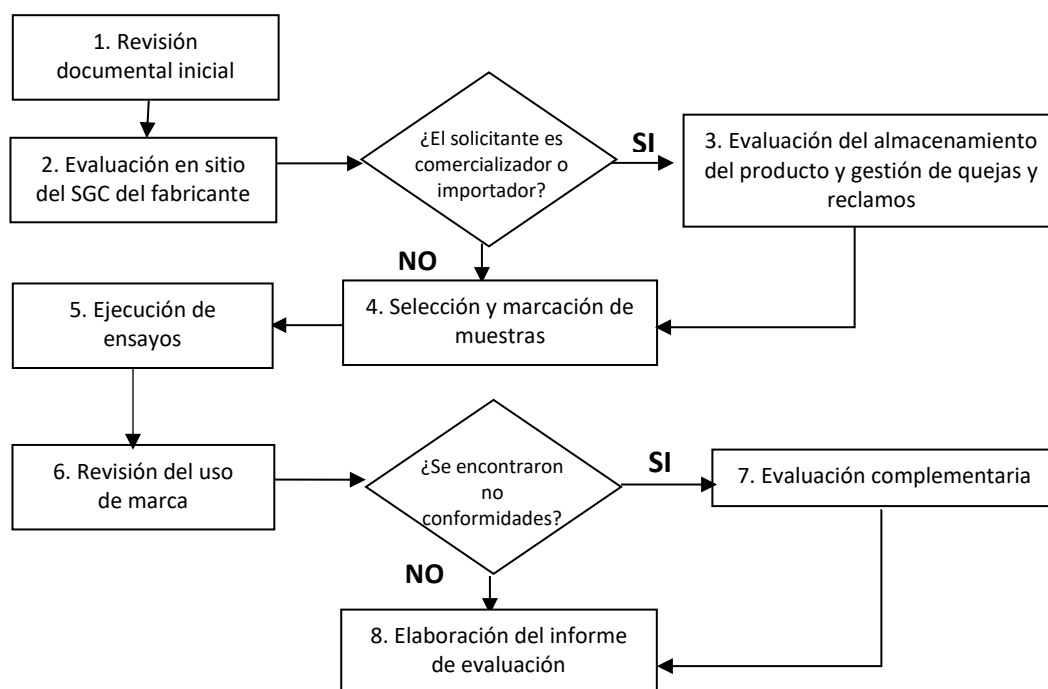 1. Revisión
documental inicial
2. Evaluación en sitio
del SGC del fabricante
¿El solicitante es
comercializador o
importador?
SI
3. Evaluación del almacenamiento
del producto y gestión de quejas y
reclamos
NO
4. Selección y marcación de
muestras
5. Ejecución de
ensayos
6. Revisión del uso
de marca
¿Se encontraron
no
conformidades?
SI
7. Evaluación complementaria
NO
8. Elaboración del informe
de evaluación